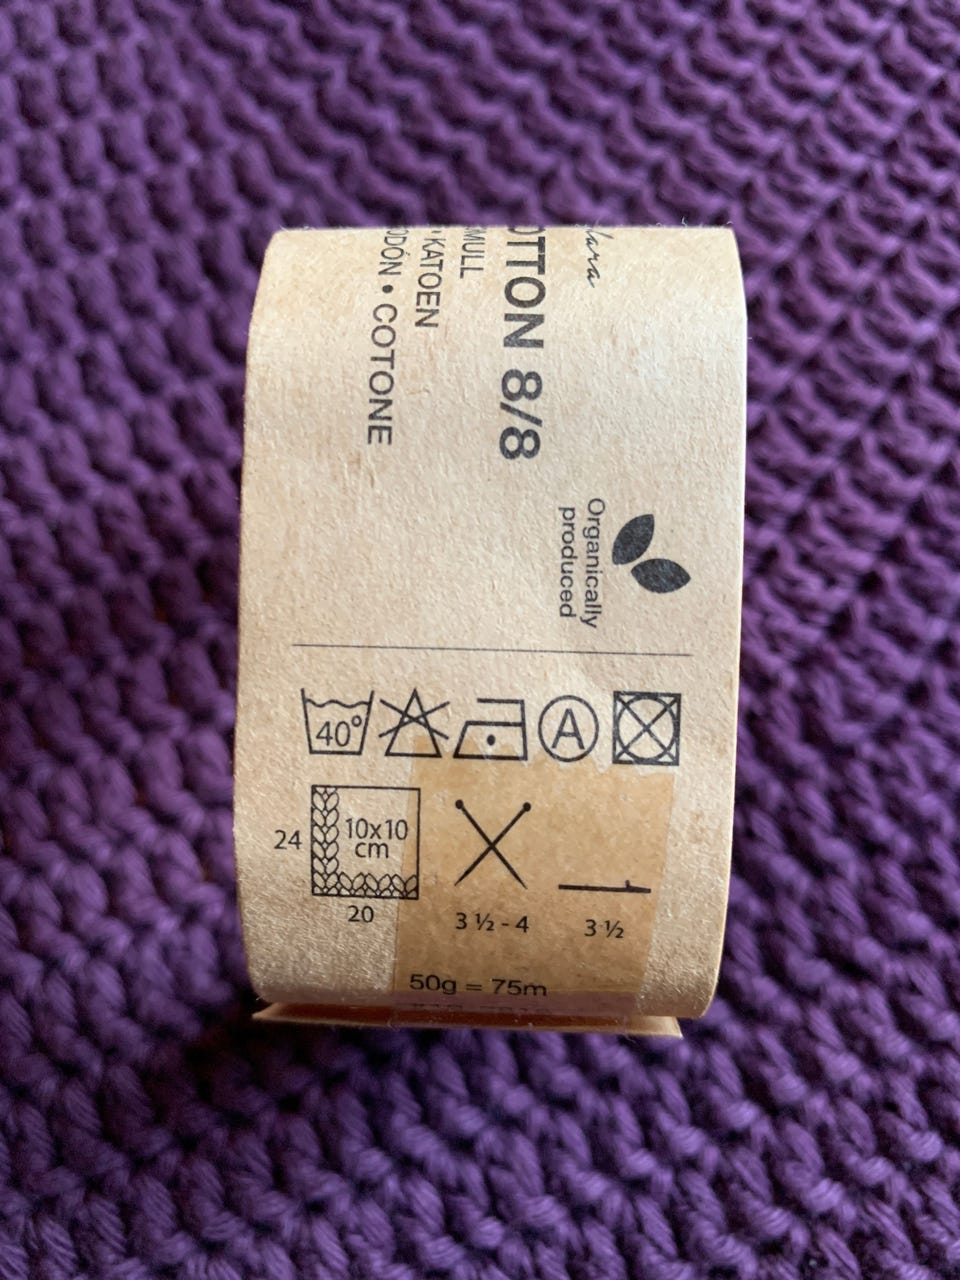 OTTON 8/8
MULL
• KATOEN
ODÓN • COTONE
Organically
produced
40°
A
24
10x10
cm
20
3 ½ - 4
3 ½
50g = 75m